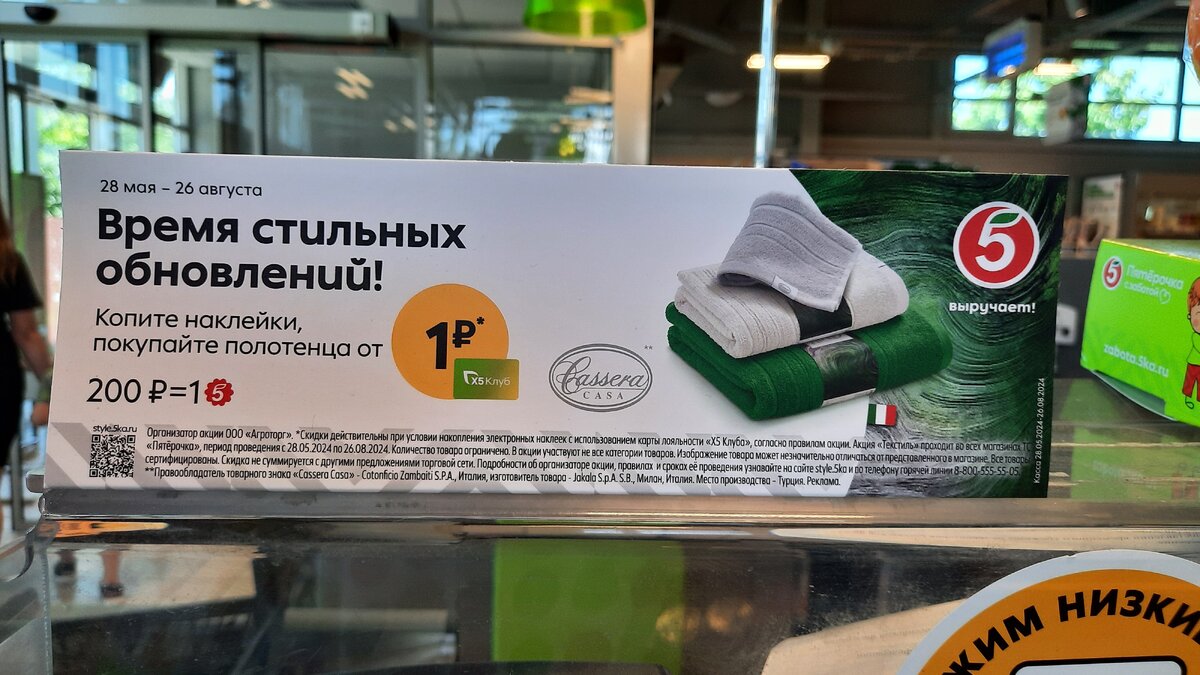 28 мая – 26 августа
Время стильных
обновлений!
Копите наклейки,
покупайте полотенца от
1₽*
X5 Клуб
200 ₽=1 5
Cassera**
CASA
5
выручает!
style.5ka.ru
Организатор акции ООО «Агроторг». *Скидки действительны при условии накопления электронных наклеек с использованием карты лояльности «X5 Клуба», согласно правилам акции. Акция «Текстиль» проходит во всех магазинах ТС
«Пятёрочка», период проведения с 28.05.2024 по 26.08.2024. Количество товара ограничено. В акции участвуют не все категории товаров. Изображение товара может незначительно отличаться от представленного в магазине. Все товары
сертифицированы. Скидка не суммируется с другими предложениями торговой сети. Подробности об организаторе акции, правилах и сроках её проведения узнавайте на сайте style.5ka и по телефону горячей линии 8-800-555-55-05.
**Правообладатель товарного знака «Cassera Casa» - Cotonficio Zambaiti S.P.A., Италия, изготовитель товара - Jakala S.p.A. S.B., Милан, Италия. Место производства - Турция. Реклама.
Касса 28.05.2024-26.08.2024
5 Пятёрочка
с заботой
zabota.5ka.ru
ЖИМ НИЗКИ